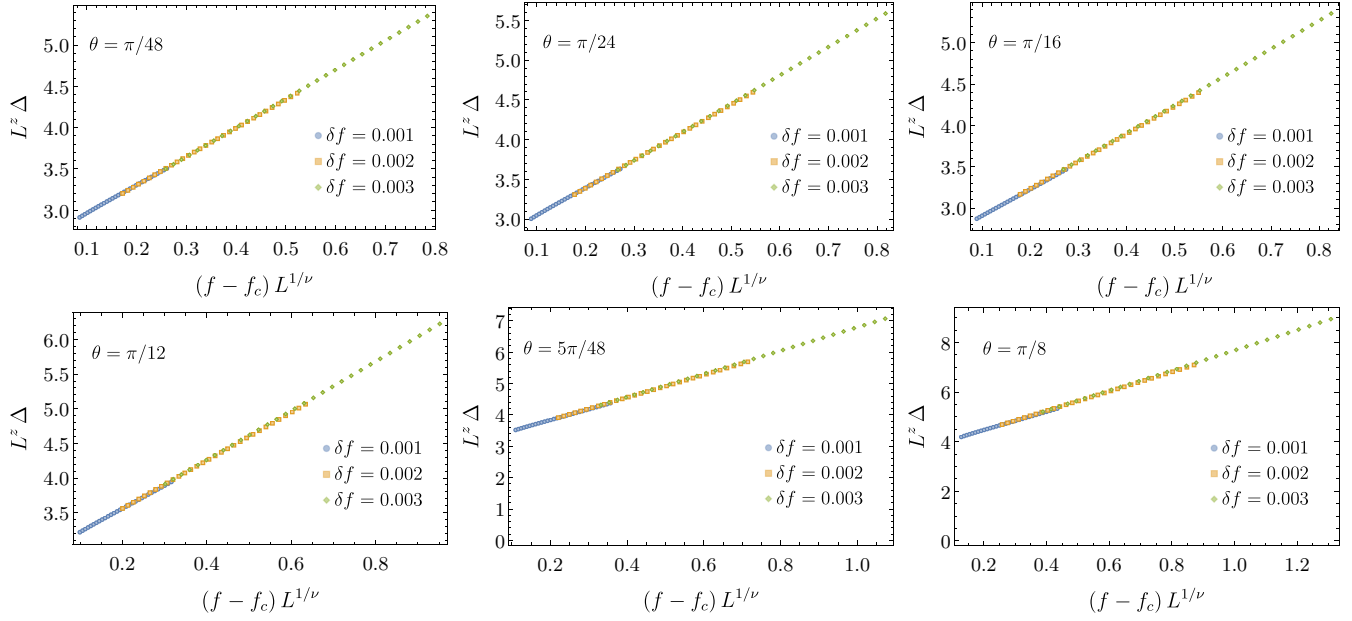 θ = π/48
L^z Δ
5.0
4.5
4.0
3.5
3.0
δf = 0.001
δf = 0.002
δf = 0.003
0.1 0.2 0.3 0.4 0.5 0.6 0.7 0.8
(f − f_c) L^{1/ν}
θ = π/24
L^z Δ
5.5
5.0
4.5
4.0
3.5
3.0
δf = 0.001
δf = 0.002
δf = 0.003
0.1 0.2 0.3 0.4 0.5 0.6 0.7 0.8
(f − f_c) L^{1/ν}
θ = π/16
L^z Δ
5.0
4.5
4.0
3.5
3.0
δf = 0.001
δf = 0.002
δf = 0.003
0.1 0.2 0.3 0.4 0.5 0.6 0.7 0.8
(f − f_c) L^{1/ν}
θ = π/12
L^z Δ
6.0
5.5
5.0
4.5
4.0
3.5
δf = 0.001
δf = 0.002
δf = 0.003
0.2 0.4 0.6 0.8
(f − f_c) L^{1/ν}
θ = 5π/48
L^z Δ
7
6
5
4
3
2
1
0
δf = 0.001
δf = 0.002
δf = 0.003
0.2 0.4 0.6 0.8 1.0
(f − f_c) L^{1/ν}
θ = π/8
L^z Δ
8
6
4
2
0
δf = 0.001
δf = 0.002
δf = 0.003
0.2 0.4 0.6 0.8 1.0 1.2
(f − f_c) L^{1/ν}